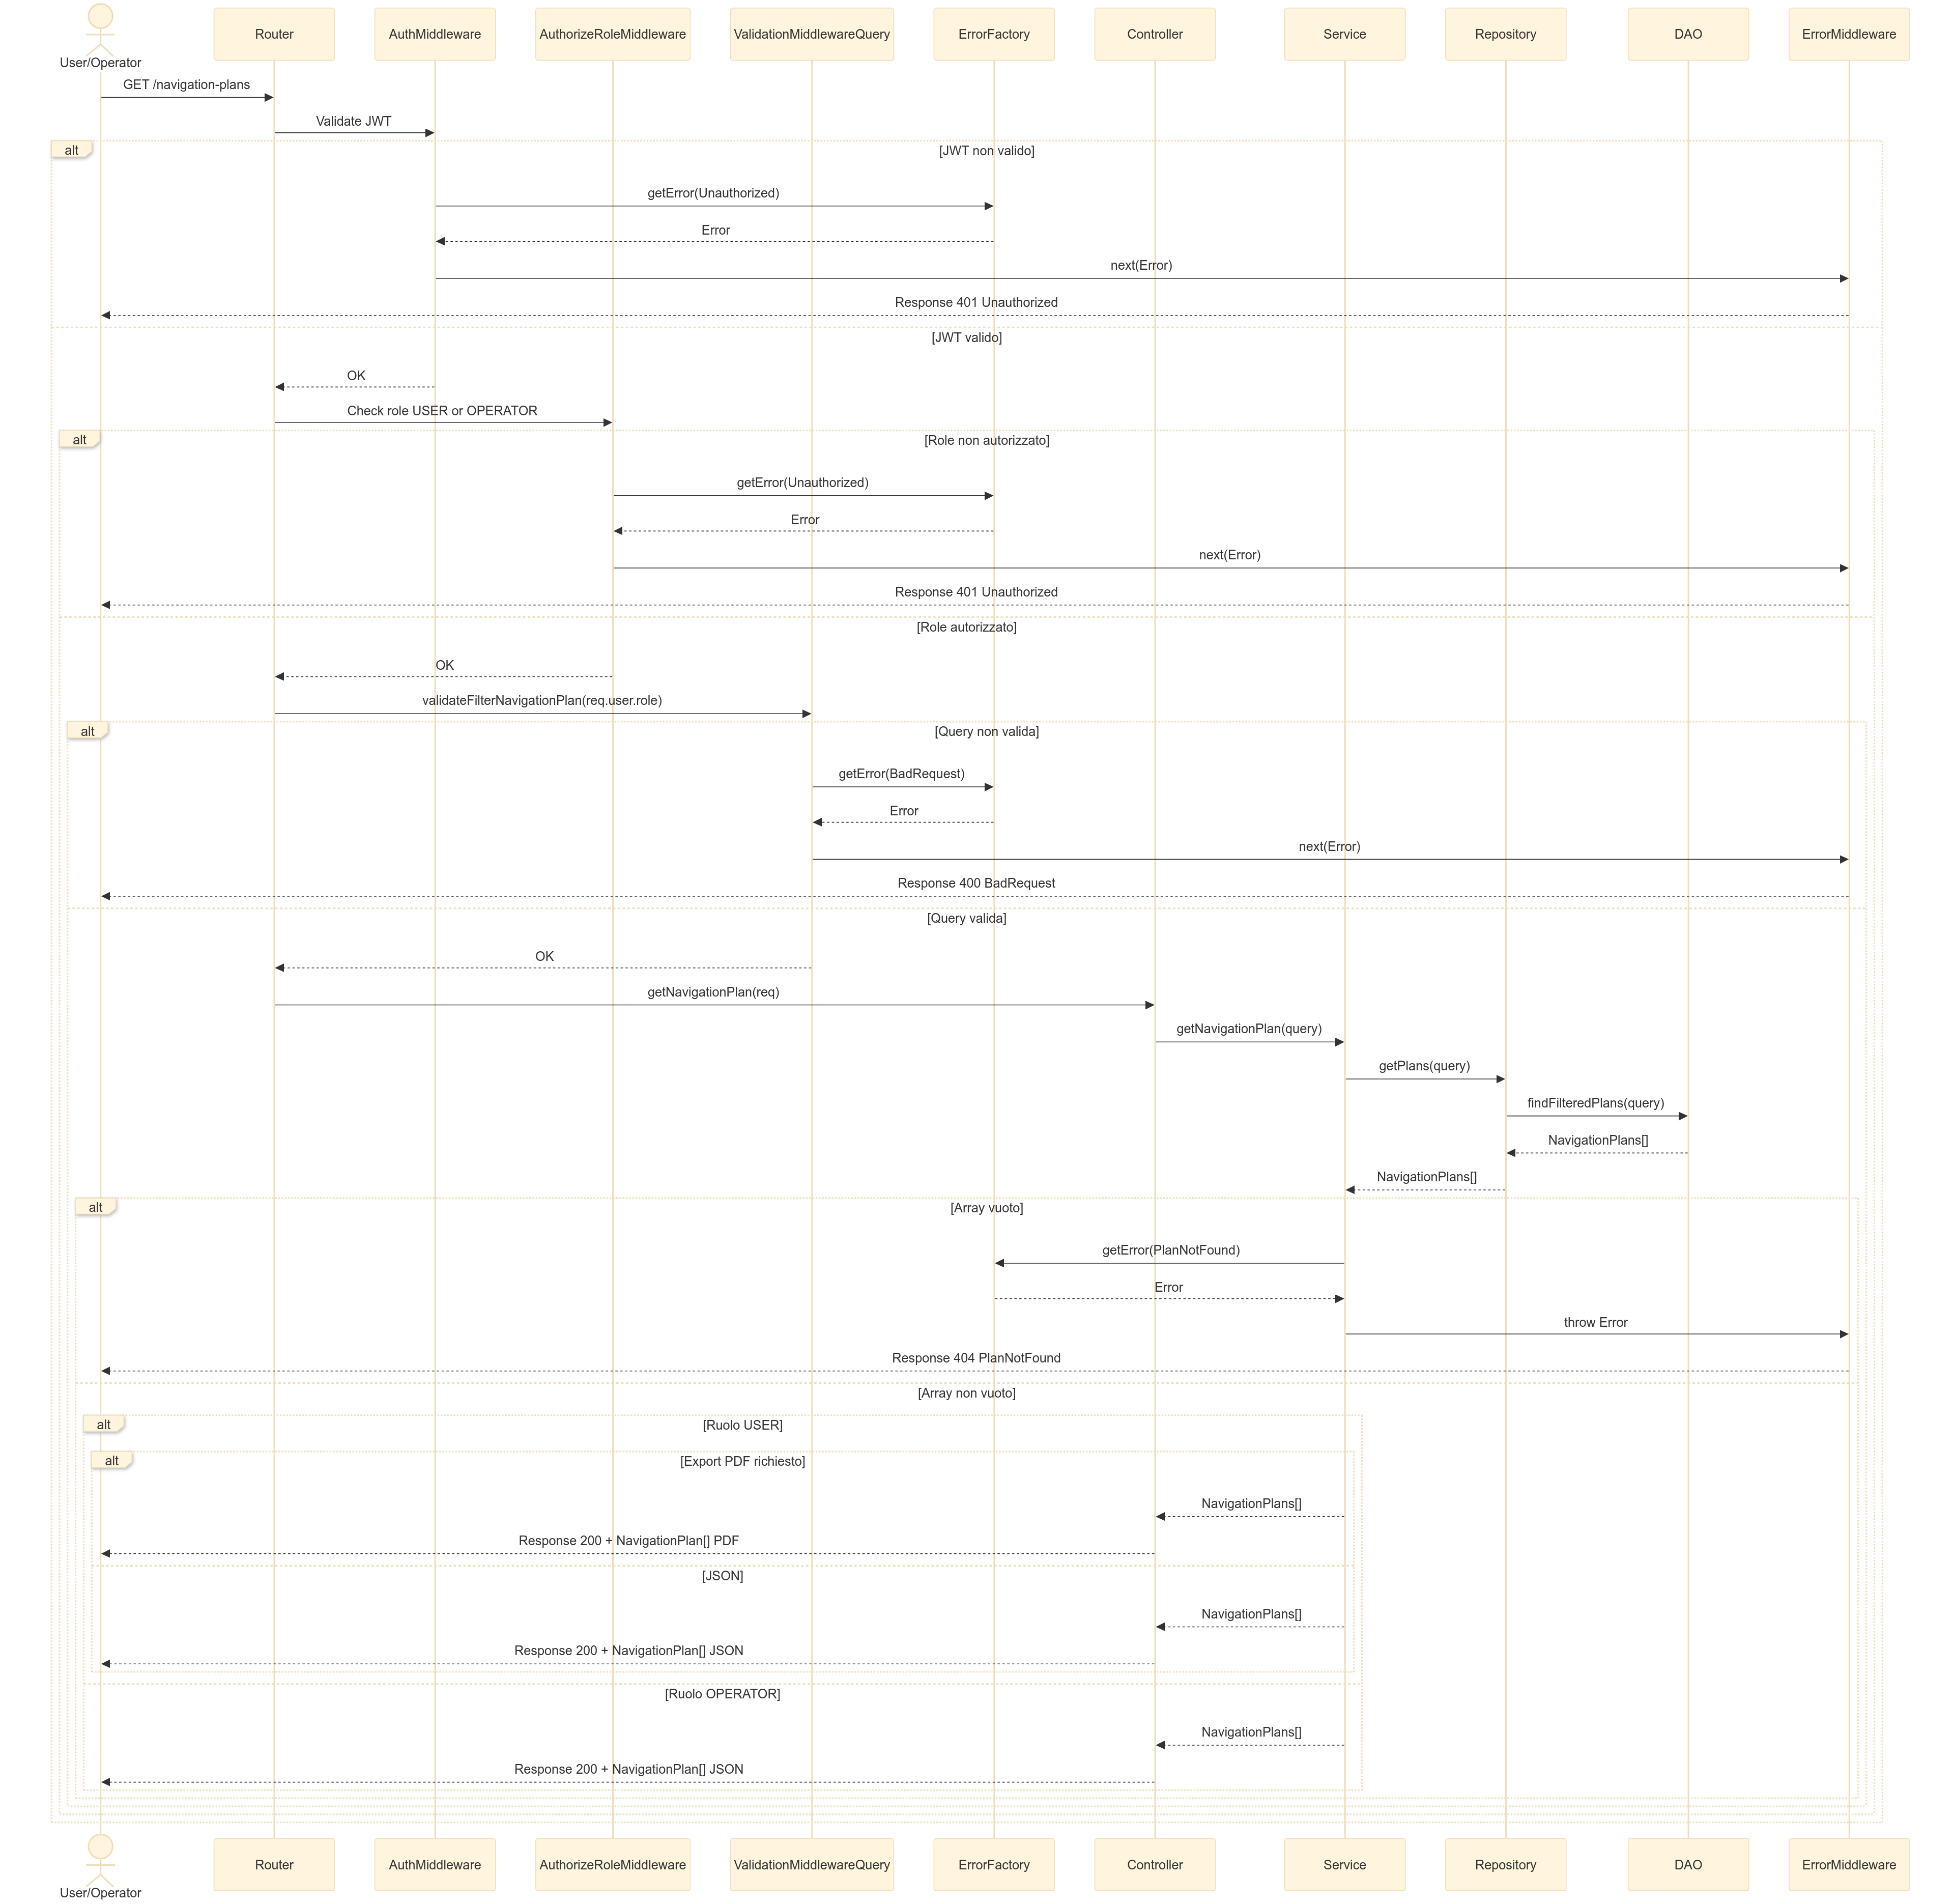 User/Operator
Router
AuthMiddleware
AuthorizeRoleMiddleware
ValidationMiddlewareQuery
ErrorFactory
Controller
Service
Repository
DAO
ErrorMiddleware
GET /navigation-plans
Validate JWT
alt
[JWT non valido]
getError(Unauthorized)
Error
next(Error)
Response 401 Unauthorized
[JWT valido]
OK
Check role USER or OPERATOR
alt
[Role non autorizzato]
getError(Unauthorized)
Error
next(Error)
Response 401 Unauthorized
[Role autorizzato]
OK
validateFilterNavigationPlan(req.user.role)
alt
[Query non valida]
getError(BadRequest)
Error
next(Error)
Response 400 BadRequest
[Query valida]
OK
getNavigationPlan(req)
getNavigationPlan(query)
getPlans(query)
findFilteredPlans(query)
NavigationPlans[]
NavigationPlans[]
alt
[Array vuoto]
getError(PlanNotFound)
Error
throw Error
Response 404 PlanNotFound
[Array non vuoto]
alt
[Ruolo USER]
alt
[Export PDF richiesto]
NavigationPlans[]
Response 200 + NavigationPlan[] PDF
[JSON]
NavigationPlans[]
Response 200 + NavigationPlan[] JSON
[Ruolo OPERATOR]
NavigationPlans[]
Response 200 + NavigationPlan[] JSON
User/Operator
Router
AuthMiddleware
AuthorizeRoleMiddleware
ValidationMiddlewareQuery
ErrorFactory
Controller
Service
Repository
DAO
ErrorMiddleware